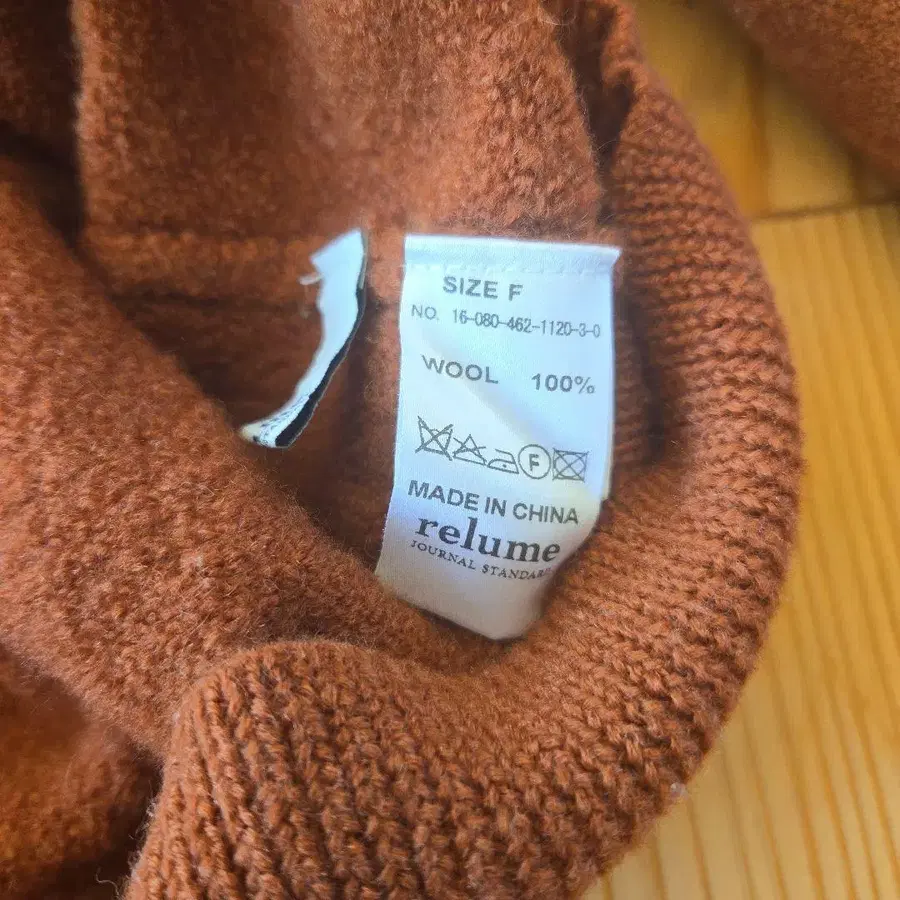 SIZE F
NO. 16-080-462-1120-3-0
WOOL 100%
F
MADE IN CHINA
relume
JOURNAL STANDARD